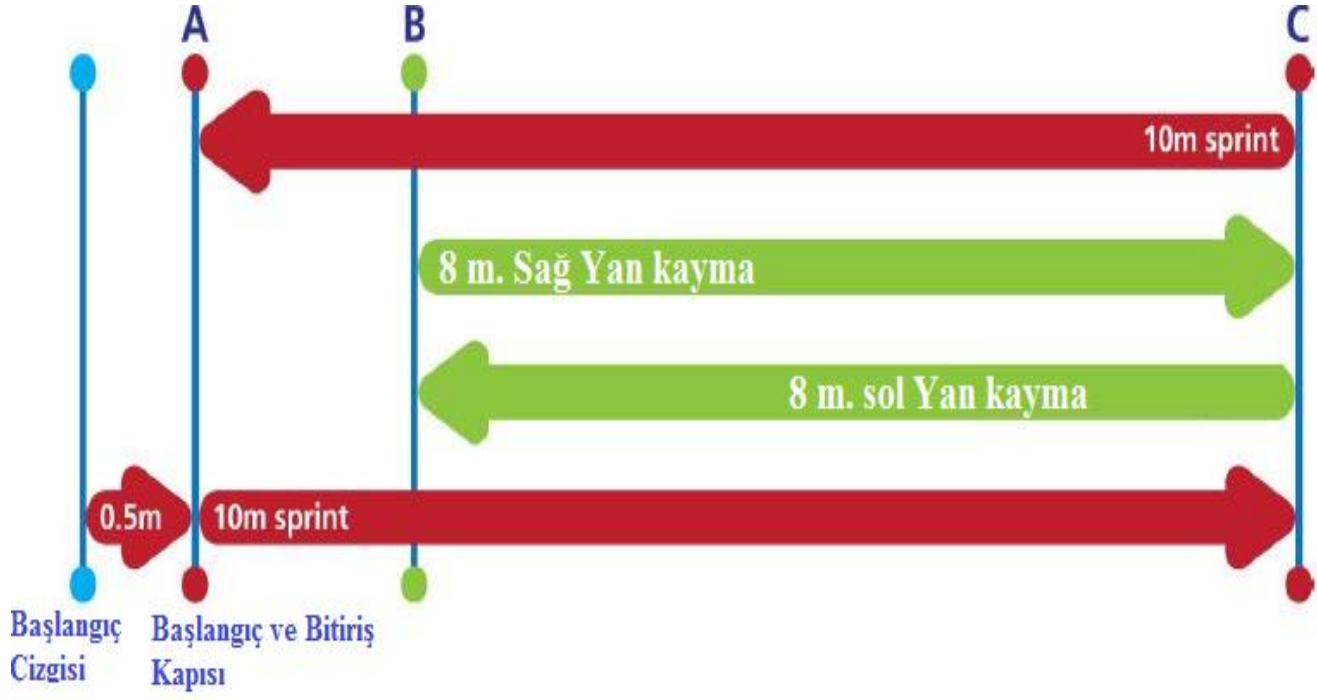 A
B
C
10m sprint
8 m. Sağ Yan kayma
8 m. sol Yan kayma
0.5m
10m sprint
Başlangıç
Cizgisi
Başlangıç ve Bitiriş
Kapısı